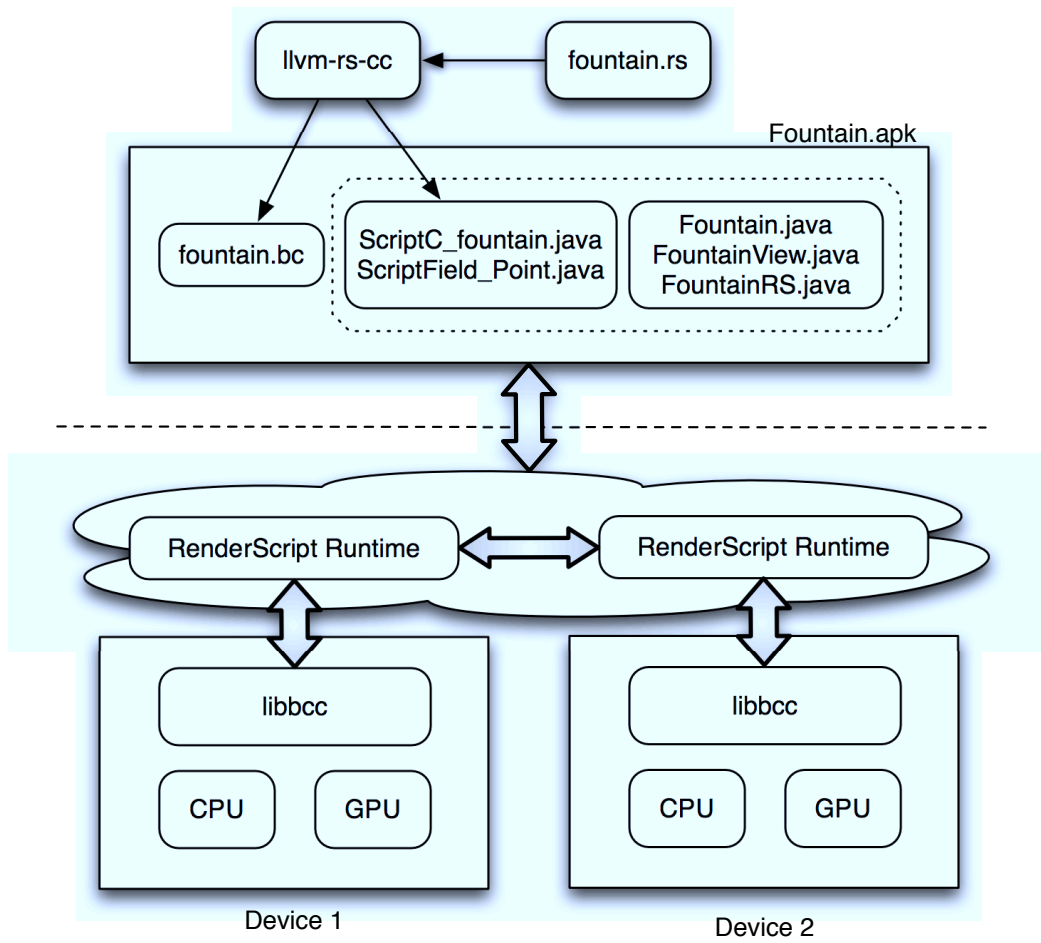 llvm-rs-cc
fountain.rs
Fountain.apk
fountain.bc
ScriptC_fountain.java
ScriptField_Point.java
Fountain.java
FountainView.java
FountainRS.java
RenderScript Runtime
RenderScript Runtime
libbcc
CPU
GPU
libbcc
CPU
GPU
Device 1
Device 2